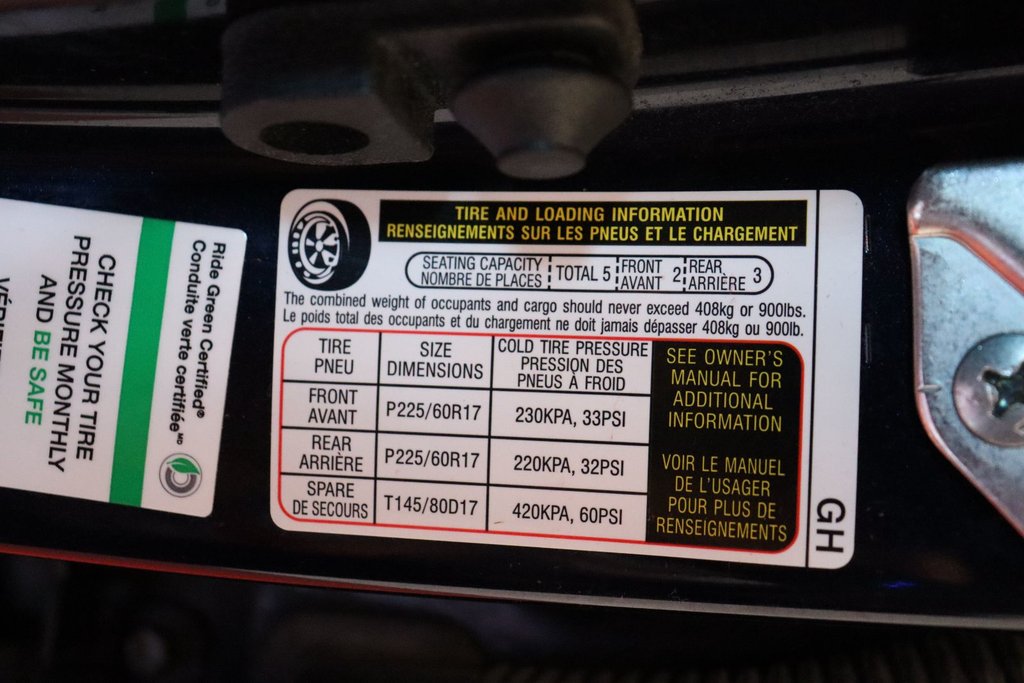 CHECK YOUR TIRE
PRESSURE MONTHLY
AND BE SAFE
Ride Green Certified®
Conduite verte certifiée MD
TIRE AND LOADING INFORMATION
RENSEIGNEMENTS SUR LES PNEUS ET LE CHARGEMENT
SEATING CAPACITY
NOMBRE DE PLACES
TOTAL 5
FRONT
AVANT 2
REAR
ARRIÈRE 3
The combined weight of occupants and cargo should never exceed 408kg or 900lbs.
Le poids total des occupants et du chargement ne doit jamais dépasser 408kg ou 900lb.
TIRE
PNEU
SIZE
DIMENSIONS
COLD TIRE PRESSURE
PRESSION DES
PNEUS À FROID
FRONT
AVANT
P225/60R17
230KPA, 33PSI
REAR
ARRIÈRE
P225/60R17
220KPA, 32PSI
SPARE
DE SECOURS
T145/80D17
420KPA, 60PSI
SEE OWNER'S
MANUAL FOR
ADDITIONAL
INFORMATION
VOIR LE MANUEL
DE L'USAGER
POUR PLUS DE
RENSEIGNEMENTS
GH